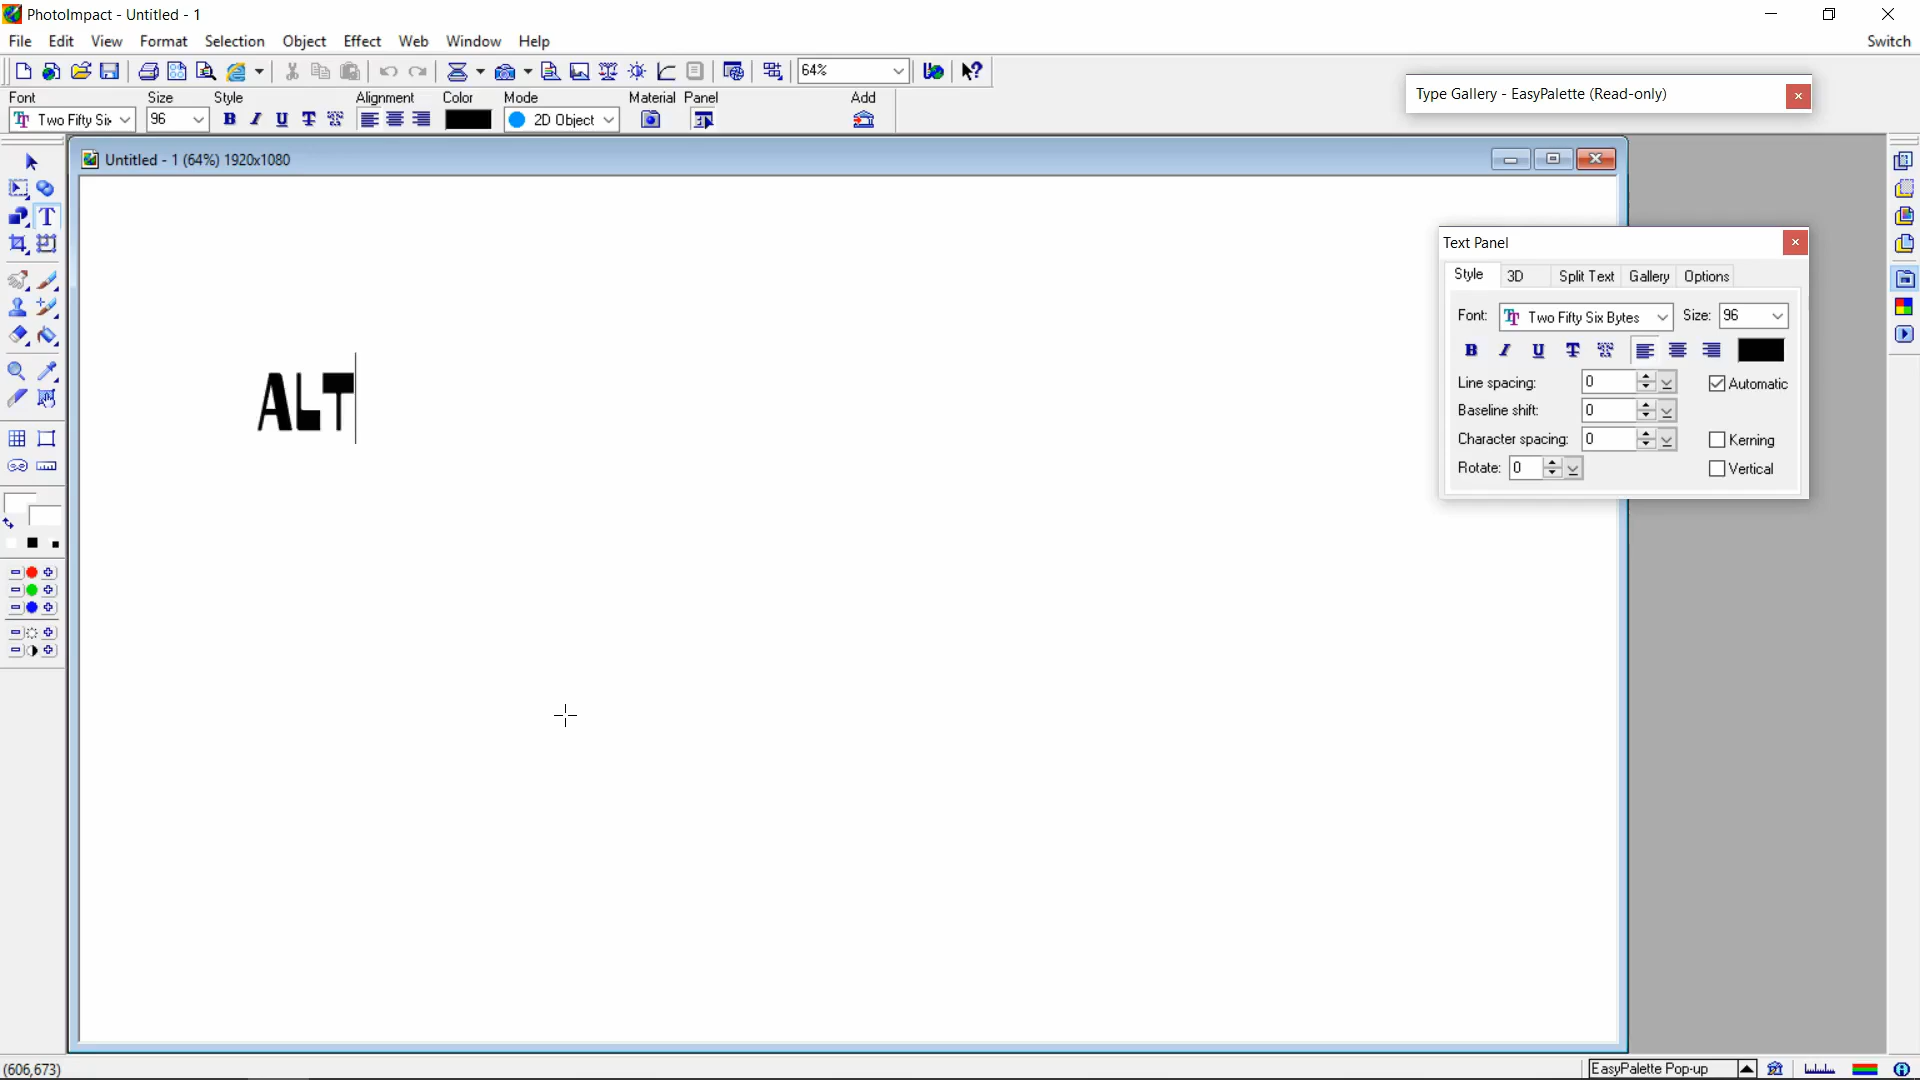 PhotoImpact - Untitled - 1
File Edit View Format Selection Object Effect Web Window Help
Switch
64%
Font Size Style Alignment Color Mode Material Panel Add
Two Fifty Six 96 B I U T 2D Object
Type Gallery - EasyPalette (Read-only)
Untitled - 1 (64%) 1920x1080
ALT
Text Panel
Style 3D Split Text Gallery Options
Font: Two Fifty Six Bytes Size: 96
B I U T
Line spacing: 0 Automatic
Baseline shift: 0
Character spacing: 0 Kerning
Rotate: 0 Vertical
(606,673)
EasyPalette Pop-up